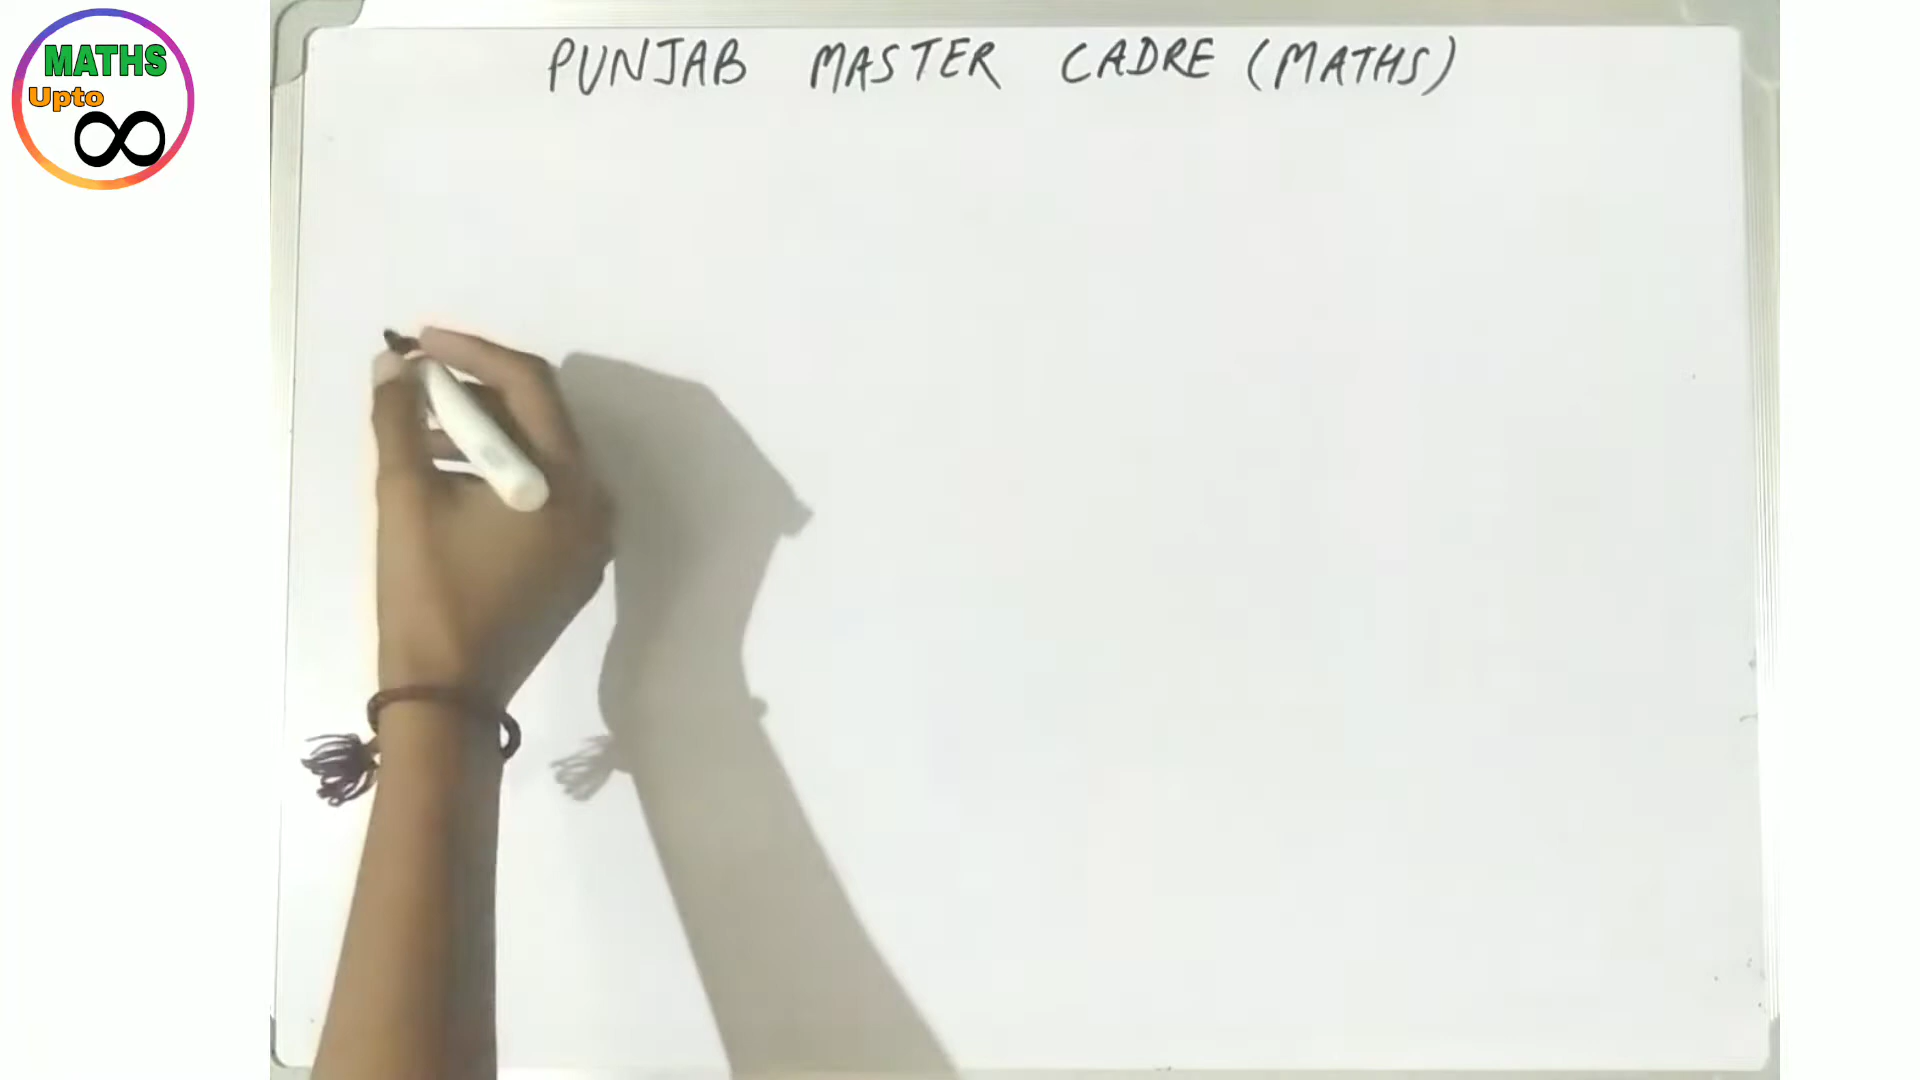 MATHS
Upto
∞
PUNJAB MASTER CADRE (MATHS)